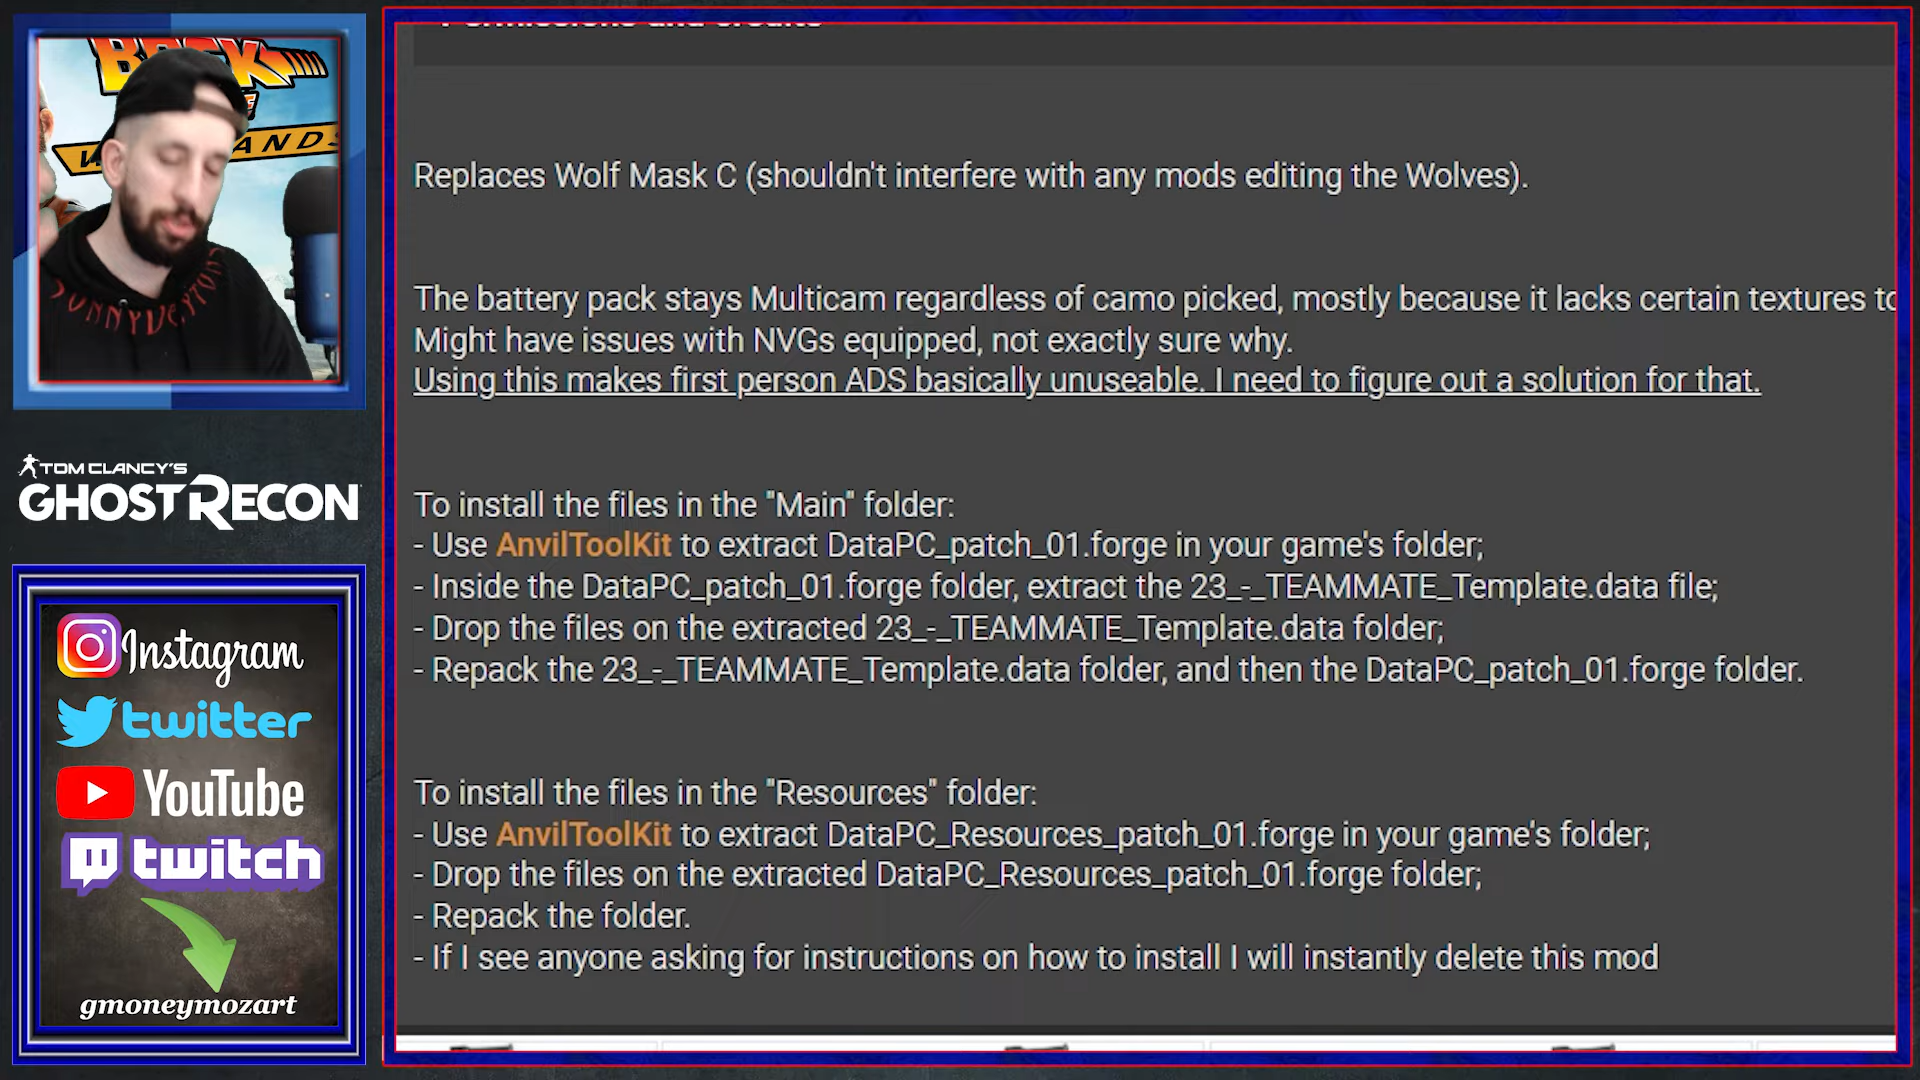 Permissions and credits
BACK
ANDS
SONNYDEYTONA
TOM CLANCY'S
GHOST RECON
Instagram
twitter
YouTube
twitch
gmoneymozart
Replaces Wolf Mask C (shouldn't interfere with any mods editing the Wolves).
The battery pack stays Multicam regardless of camo picked, mostly because it lacks certain textures to
Might have issues with NVGs equipped, not exactly sure why.
Using this makes first person ADS basically unuseable. I need to figure out a solution for that.
To install the files in the "Main" folder:
- Use AnvilToolKit to extract DataPC_patch_01.forge in your game's folder;
- Inside the DataPC_patch_01.forge folder, extract the 23_-_TEAMMATE_Template.data file;
- Drop the files on the extracted 23_-_TEAMMATE_Template.data folder;
- Repack the 23_-_TEAMMATE_Template.data folder, and then the DataPC_patch_01.forge folder.
To install the files in the "Resources" folder:
- Use AnvilToolKit to extract DataPC_Resources_patch_01.forge in your game's folder;
- Drop the files on the extracted DataPC_Resources_patch_01.forge folder;
- Repack the folder.
- If I see anyone asking for instructions on how to install I will instantly delete this mod